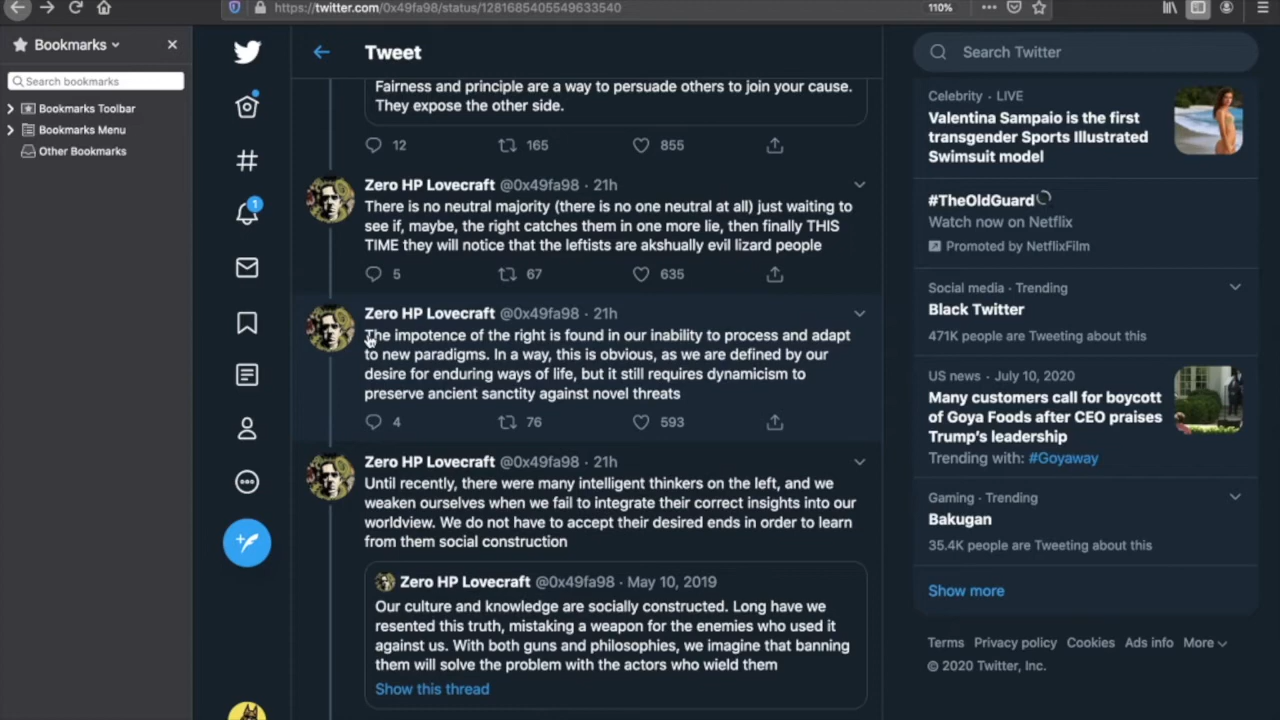 https://twitter.com/0x49fa98/status/1281685405549633540
110%
Bookmarks
Search bookmarks
Bookmarks Toolbar
Bookmarks Menu
Other Bookmarks
1
Tweet
Fairness and principle are a way to persuade others to join your cause.
They expose the other side.
12 165 855
Zero HP Lovecraft @0x49fa98 · 21h
There is no neutral majority (there is no one neutral at all) just waiting to
see if, maybe, the right catches them in one more lie, then finally THIS
TIME they will notice that the leftists are akshually evil lizard people
5 67 635
Zero HP Lovecraft @0x49fa98 · 21h
The impotence of the right is found in our inability to process and adapt
to new paradigms. In a way, this is obvious, as we are defined by our
desire for enduring ways of life, but it still requires dynamicism to
preserve ancient sanctity against novel threats
4 76 593
Zero HP Lovecraft @0x49fa98 · 21h
Until recently, there were many intelligent thinkers on the left, and we
weaken ourselves when we fail to integrate their correct insights into our
worldview. We do not have to accept their desired ends in order to learn
from them social construction
Zero HP Lovecraft @0x49fa98 · May 10, 2019
Our culture and knowledge are socially constructed. Long have we
resented this truth, mistaking a weapon for the enemies who used it
against us. With both guns and philosophies, we imagine that banning
them will solve the problem with the actors who wield them
Show this thread
Search Twitter
Celebrity · LIVE
Valentina Sampaio is the first
transgender Sports Illustrated
Swimsuit model
#TheOldGuard
Watch now on Netflix
Promoted by NetflixFilm
Social media · Trending
Black Twitter
471K people are Tweeting about this
US news · July 10, 2020
Many customers call for boycott
of Goya Foods after CEO praises
Trump's leadership
Trending with: #Goyaway
Gaming · Trending
Bakugan
35.4K people are Tweeting about this
Show more
Terms Privacy policy Cookies Ads info More
© 2020 Twitter, Inc.